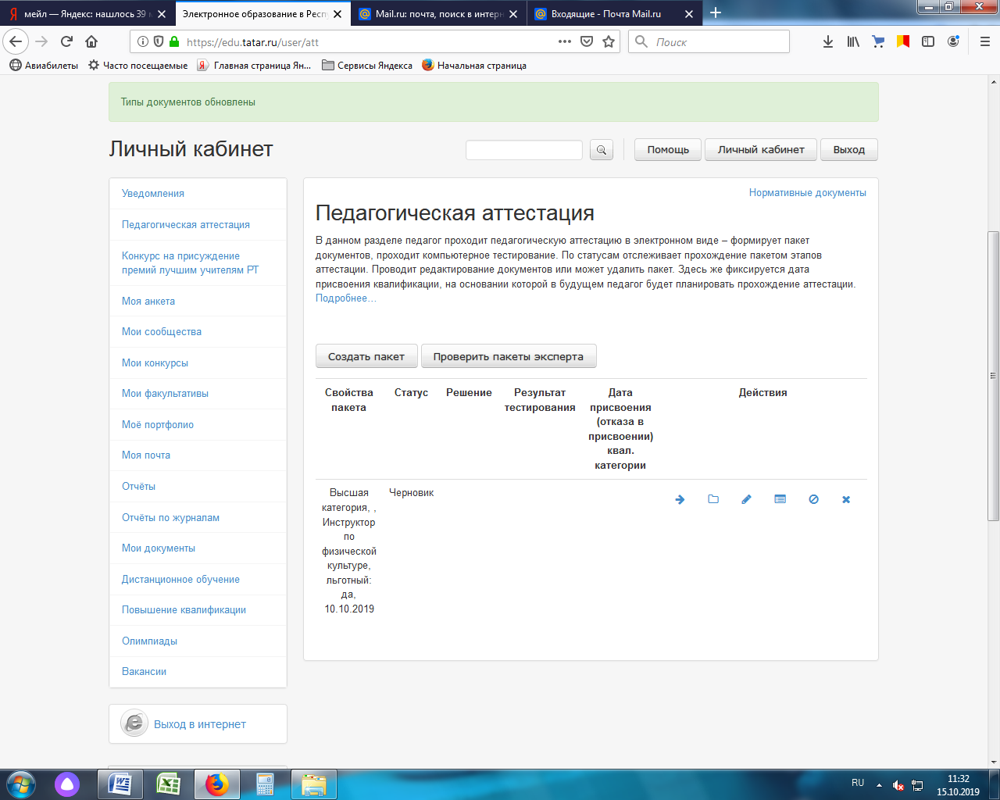 мейл — Яндекс: нашлось 39 м
Электронное образование в Респу
Mail.ru: почта, поиск в интерн
Входящие - Почта Mail.ru
https://edu.tatar.ru/user/att
Поиск
Авиабилеты
Часто посещаемые
Главная страница Ян...
Сервисы Яндекса
Начальная страница
Типы документов обновлены
Личный кабинет
Помощь
Личный кабинет
Выход
Уведомления
Педагогическая аттестация
Конкурс на присуждение
премий лучшим учителям РТ
Моя анкета
Мои сообщества
Мои конкурсы
Мои факультативы
Моё портфолио
Моя почта
Отчёты
Отчёты по журналам
Мои документы
Дистанционное обучение
Повышение квалификации
Олимпиады
Вакансии
Выход в интернет
Нормативные документы
Педагогическая аттестация
В данном разделе педагог проходит педагогическую аттестацию в электронном виде – формирует пакет
документов, проходит компьютерное тестирование. По статусам отслеживает прохождение пакетом этапов
аттестации. Проводит редактирование документов или может удалить пакет. Здесь же фиксируется дата
присвоения квалификации, на основании которой в будущем педагог будет планировать прохождение аттестации.
Подробнее...
Создать пакет
Проверить пакеты эксперта
Свойства
пакета
Статус
Решение
Результат
тестирования
Дата
присвоения
(отказа в
присвоении)
квал.
категории
Действия
Высшая
категория, ,
Инструктор
по
физической
культуре,
льготный:
да,
10.10.2019
Черновик
RU
11:32
15.10.2019